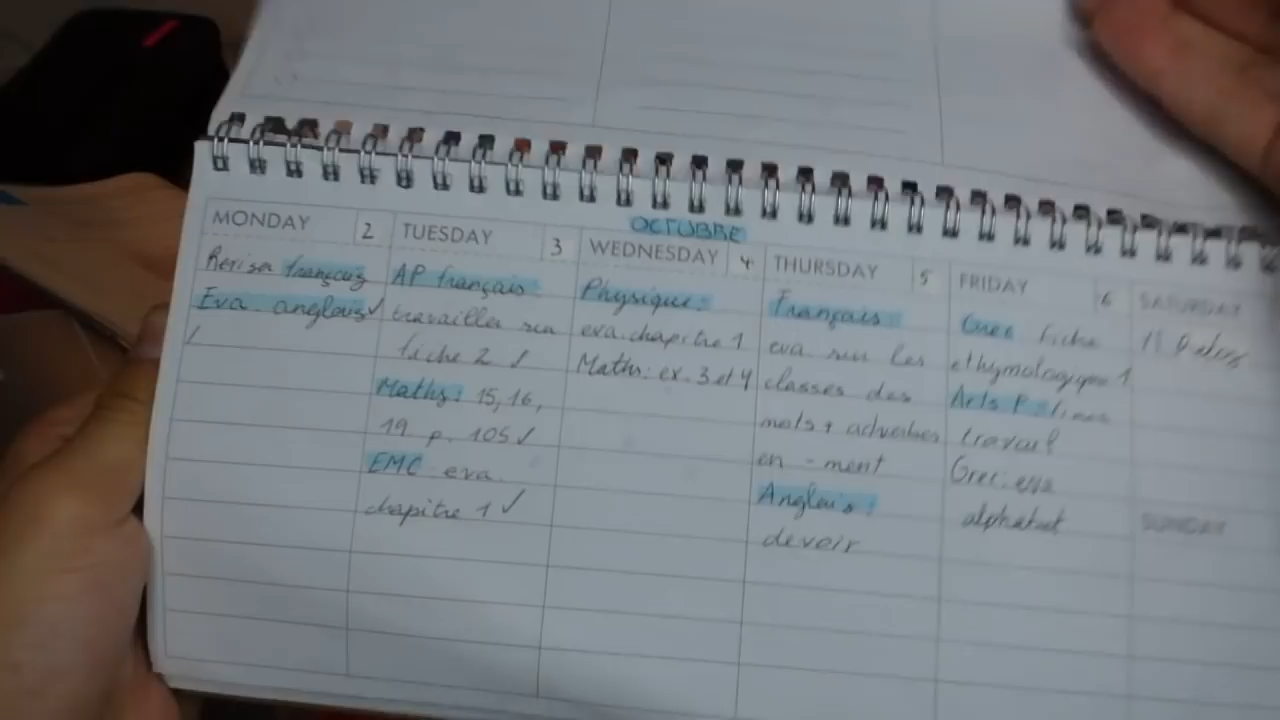 OCTUBRE
MONDAY 2
Revisar français
Eva anglais ✓
TUESDAY 3
AP français:
travailler sur
fiche 2
Maths: 15, 16,
19 p. 105 ✓
EMC eva
chapitre 1 ✓
WEDNESDAY 4
Physique:
eva. chapitre 1
Maths: ex. 3 et 4
THURSDAY 5
Français:
eva sur les
classes des
mots + adverbes
en -ment
Anglais:
devoir
FRIDAY 6
fiche
ethymologique 1
Arts
travail
Grec: eva
alphabet
SATURDAY
SUNDAY